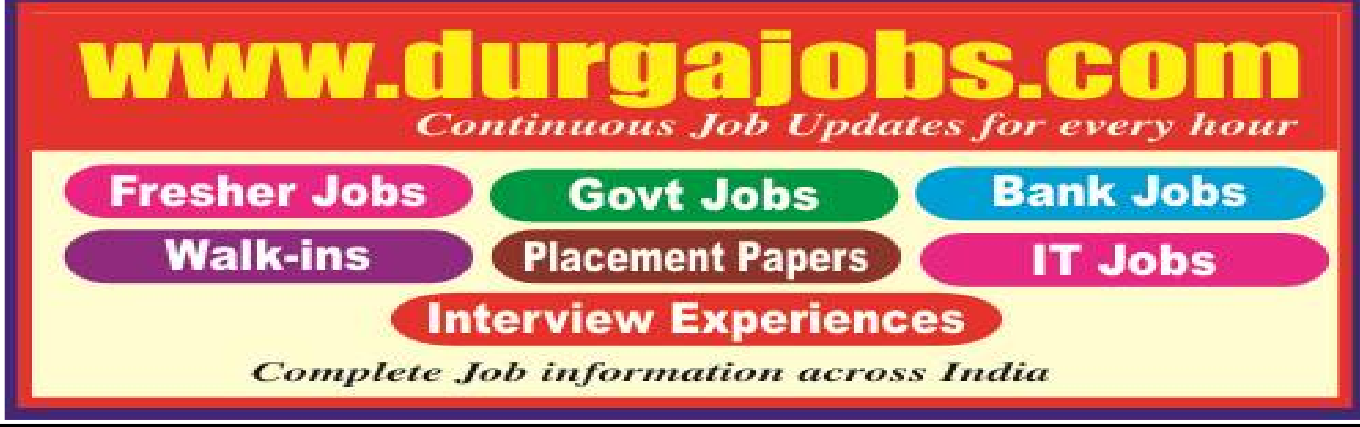 www.durgajobs.com
Continuous Job Updates for every hour
Fresher Jobs
Govt Jobs
Bank Jobs
Walk-ins
Placement Papers
IT Jobs
Interview Experiences
Complete Job information across India